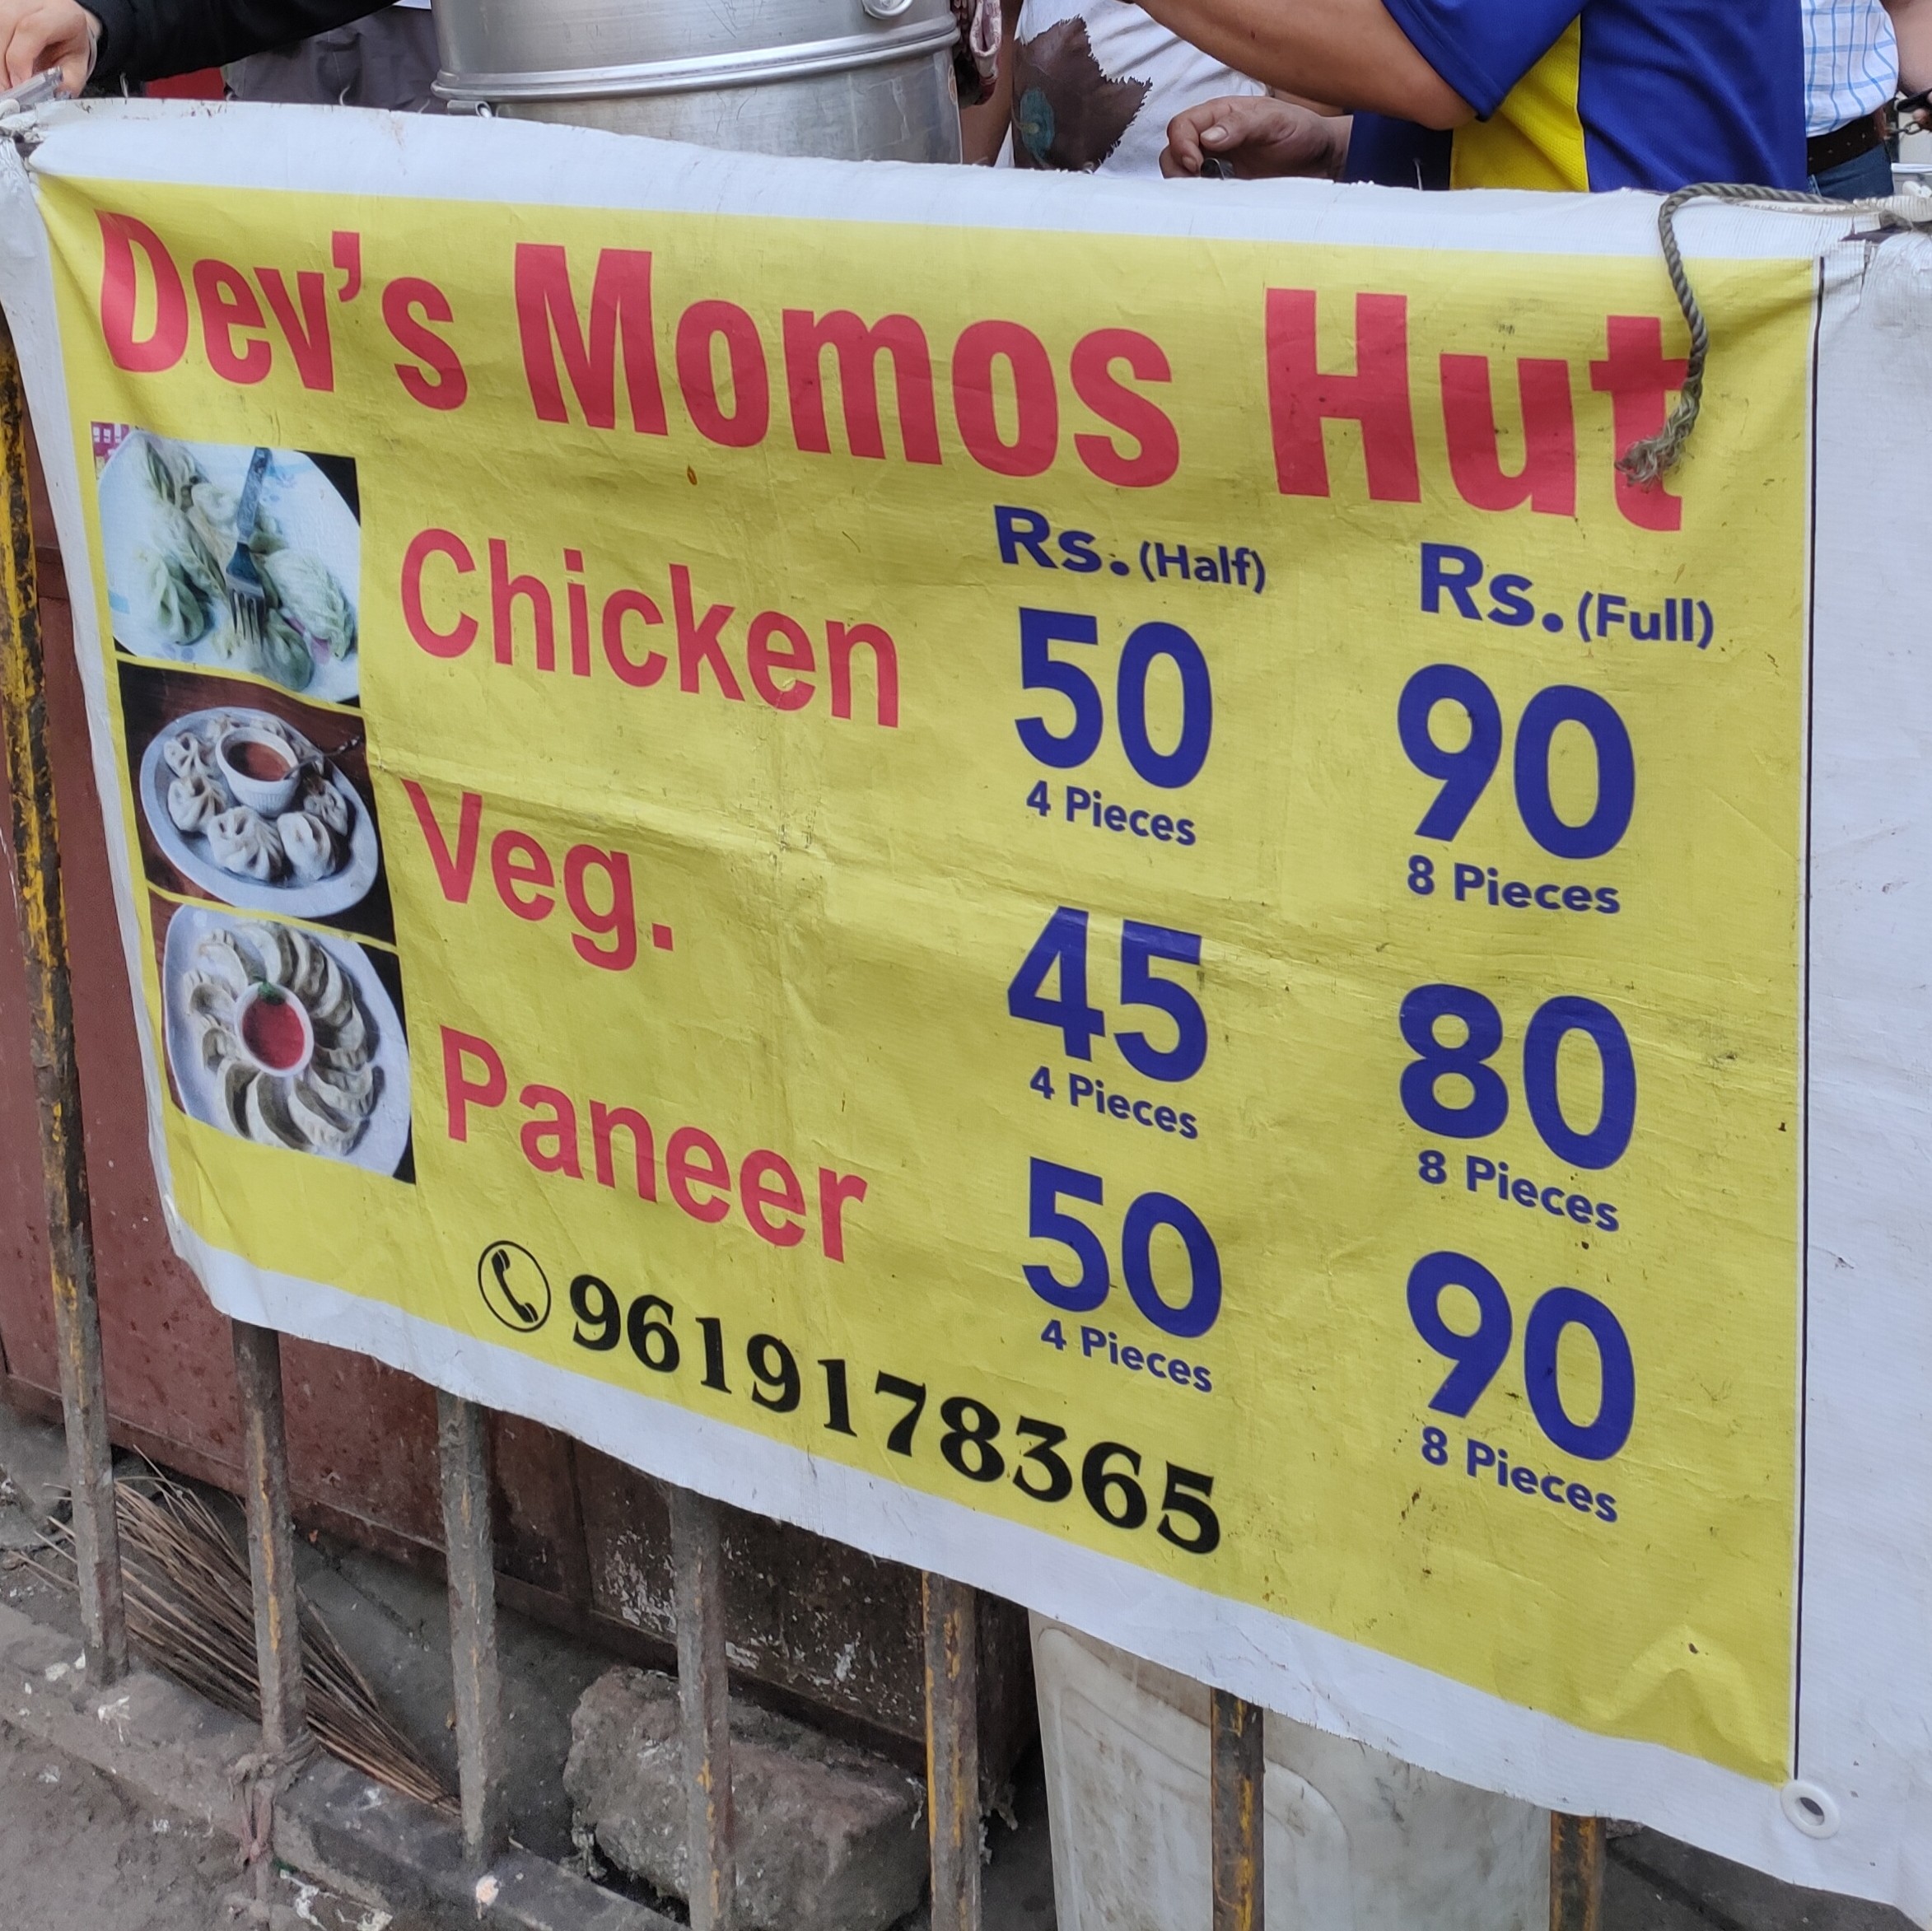 Dev's Momos Hut
Rs. (Half) Rs. (Full)
Chicken 50 90
4 Pieces 8 Pieces
Veg. 45 80
4 Pieces 8 Pieces
Paneer 50 90
4 Pieces 8 Pieces
9619178365